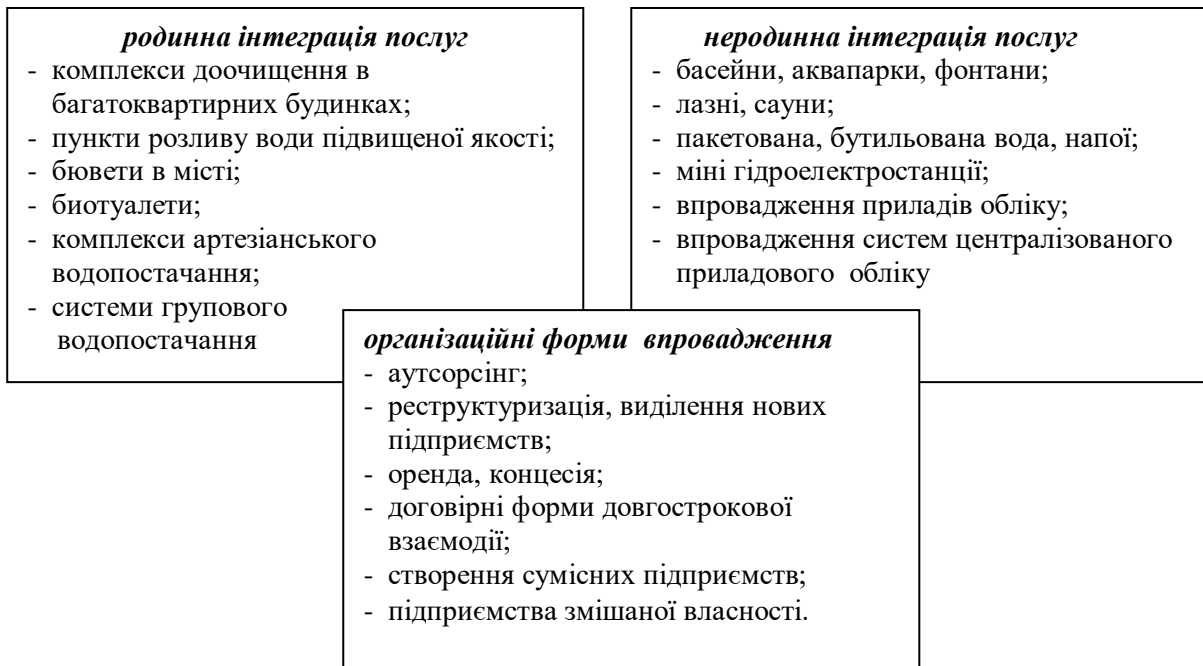 родинна інтеграція послуг
- комплекси доочищення в
багатоквартирних будинках;
- пункти розливу води підвищеної якості;
- бювети в місті;
- биотуалети;
- комплекси артезіанського
водопостачання;
- системи групового
водопостачання
неродинна інтеграція послуг
- басейни, аквапарки, фонтани;
- лазні, сауни;
- пакетована, бутильована вода, напої;
- міні гідроелектростанції;
- впровадження приладів обліку;
- впровадження систем централізованого
приладового обліку
організаційні форми впровадження
- аутсорсінг;
- реструктуризація, виділення нових
підприємств;
- оренда, концесія;
- договірні форми довгострокової
взаємодії;
- створення сумісних підприємств;
- підприємства змішаної власності.